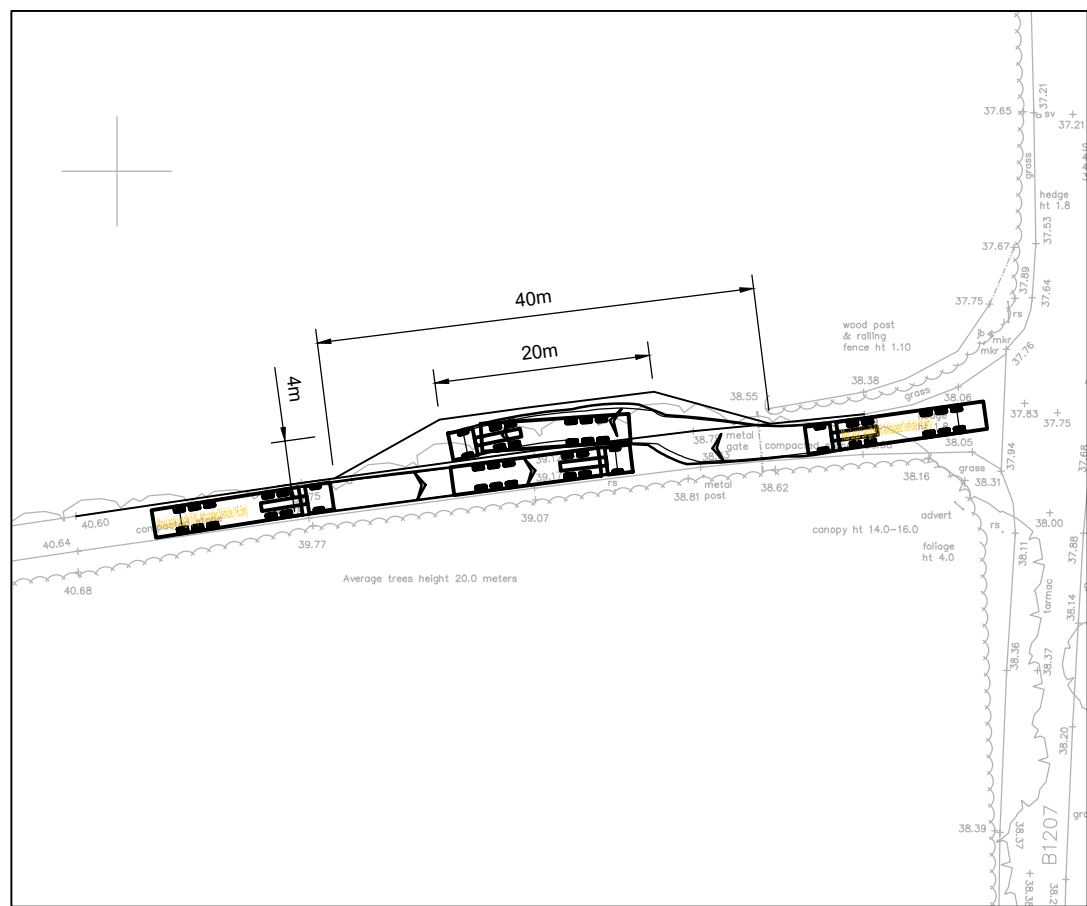 37.21
37.65
sv
37.21
grass
hedge
ht 1.8
37.53
37.67
37.89
37.64
40m
37.75
rs
20m
wood post
& railing
fence ht 1.10
jb
mkr
mkr
37.76
4m
38.55
38.38
grass
38.06
37.83
37.75
metal
gate
compacted
38.05
37.68
37.94
grass
38.31
38.16
rs
metal
post
38.81
38.62
40.60
39.07
39.77
40.64
40.68
advert
rs
38.00
canopy ht 14.0-16.0
38.11
37.88
foliage
ht 4.0
Average trees height 20.0 meters
tarmac
38.14
38.36
38.37
38.20
38.39
38.37
B1207